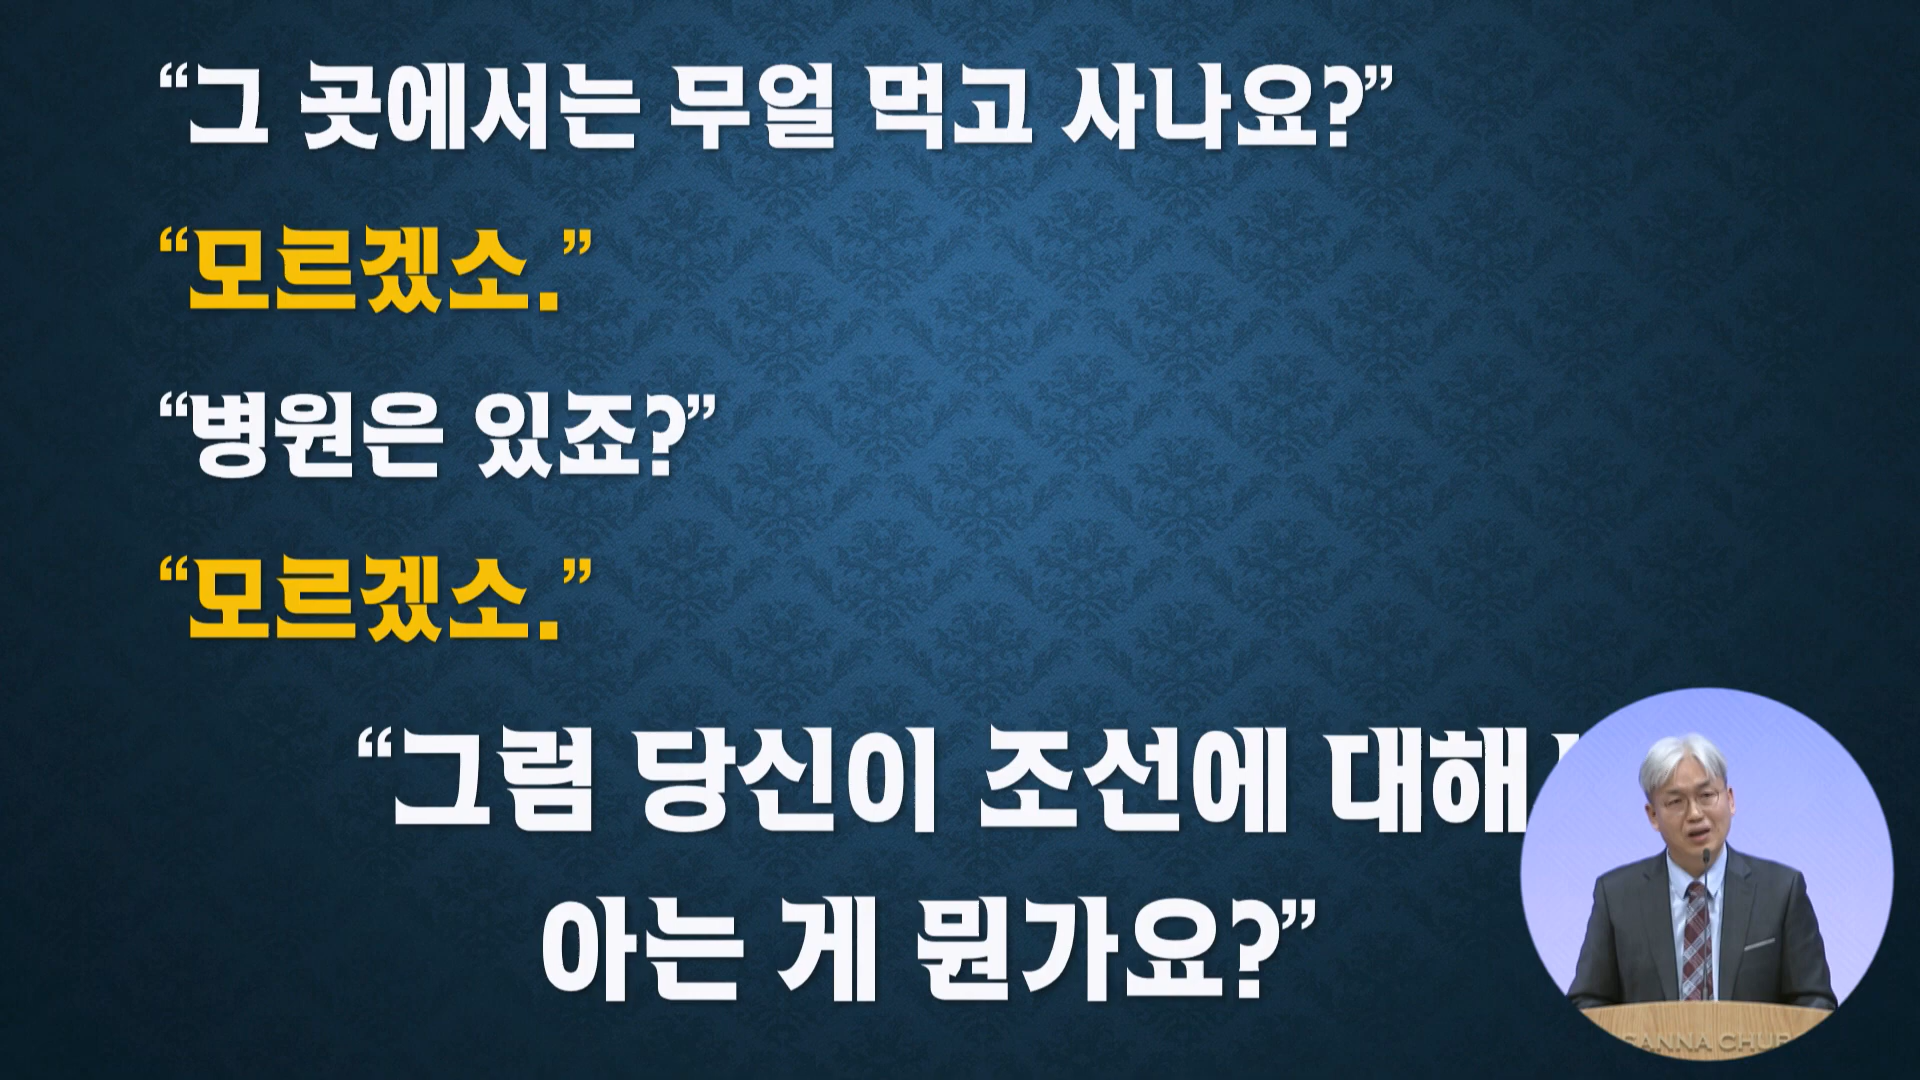 “그 곳에서는 무얼 먹고 사나요?”
“모르겠소.”
“병원은 있죠?”
“모르겠소.”
“그럼 당신이 조선에 대해
아는 게 뭔가요?”